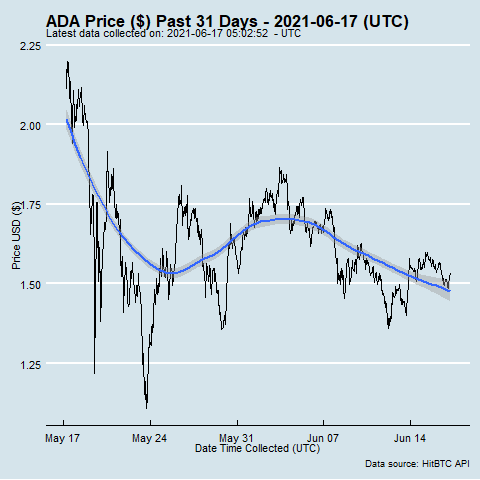 ADA Price ($) Past 31 Days - 2021-06-17 (UTC)
Latest data collected on: 2021-06-17 05:02:52  - UTC
2.25
2.00
1.75
1.50
1.25
Price USD ($)
May 17 May 24 May 31 Jun 07 Jun 14
Date Time Collected (UTC)
Data source: HitBTC API